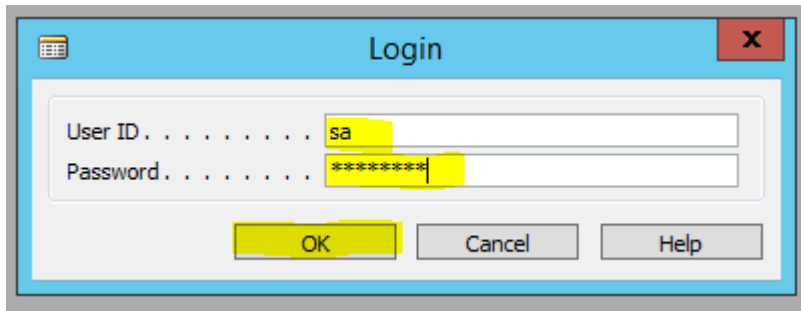 Login
x
User ID . . . . . . . . . sa
Password . . . . . . . ********
OK Cancel Help